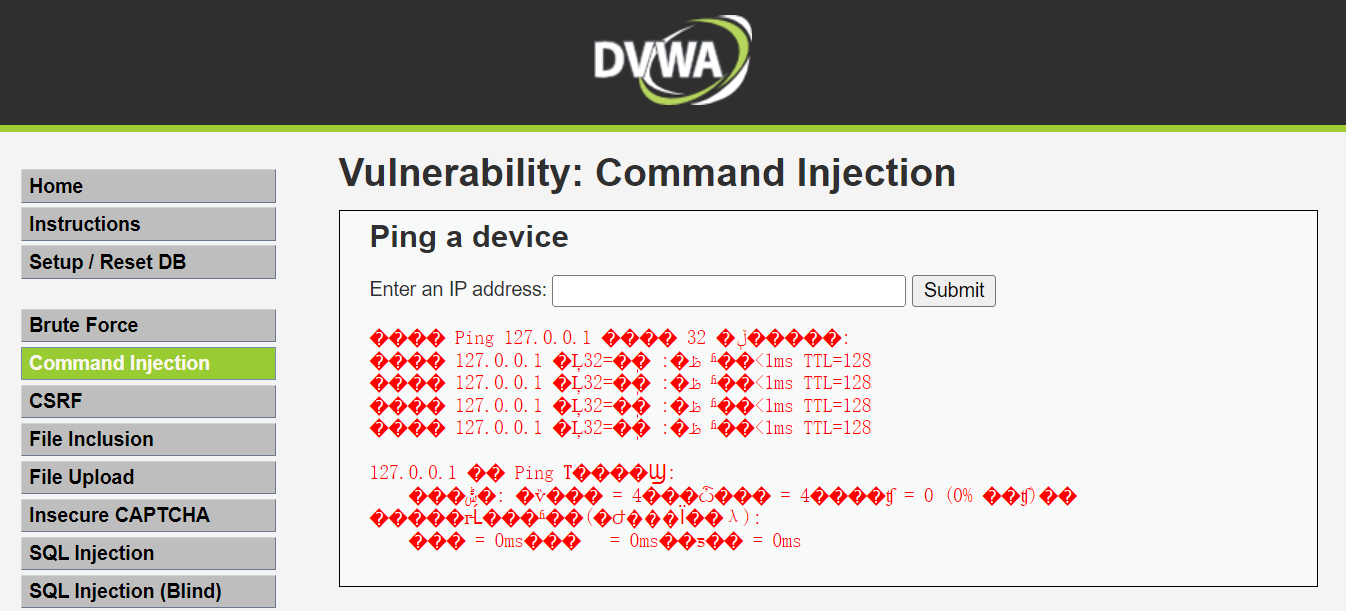 DVWA
Vulnerability: Command Injection
Home
Instructions
Setup / Reset DB
Brute Force
Command Injection
CSRF
File Inclusion
File Upload
Insecure CAPTCHA
SQL Injection
SQL Injection (Blind)
Ping a device
Enter an IP address: Submit
���� Ping 127.0.0.1 ���� 32
���� 127.0.0.1 <1ms TTL=128
���� 127.0.0.1 <1ms TTL=128
���� 127.0.0.1 <1ms TTL=128
���� 127.0.0.1 <1ms TTL=128
127.0.0.1 �� Ping
= 4 = 4 = 0 (0%
= 0ms��� = 0ms = 0ms